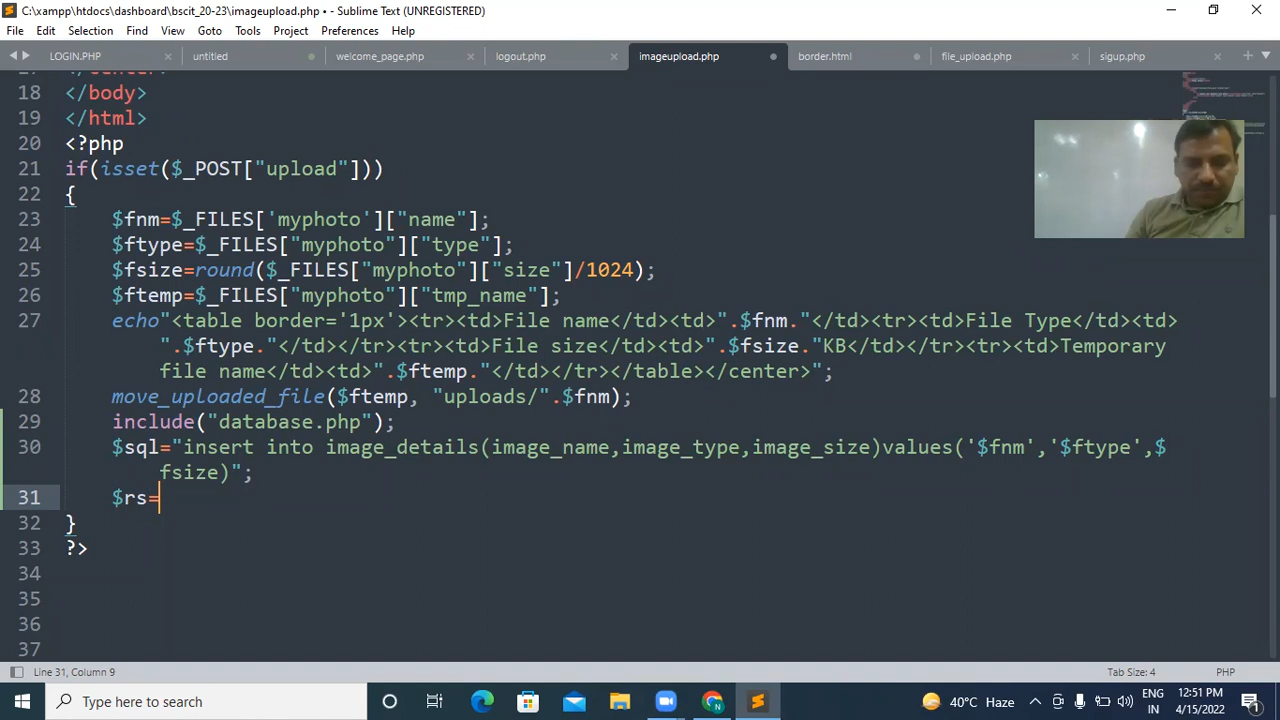 C:\xampp\htdocs\dashboard\bscit_20-23\imageupload.php • - Sublime Text (UNREGISTERED)
File Edit Selection Find View Goto Tools Project Preferences Help
LOGIN.PHP untitled welcome_page.php logout.php imageupload.php border.html file_upload.php sigup.php
17 </center>
18 </body>
19 </html>
20 <?php
21 if(isset($_POST["upload"]))
22 {
23 $fnm=$_FILES['myphoto']["name"];
24 $ftype=$_FILES["myphoto"]["type"];
25 $fsize=round($_FILES["myphoto"]["size"]/1024);
26 $ftemp=$_FILES["myphoto"]["tmp_name"];
27 echo"<table border='1px'><tr><td>File name</td><td>".$fnm."</td><tr><td>File Type</td><td>
".$ftype."</td></tr><td>File size</td><td>".$fsize."KB</td></tr><tr><td>Temporary
file name</td><td>".$ftemp."</td></tr></table></center>";
28 move_uploaded_file($ftemp, "uploads/".$fnm);
29 include("database.php");
30 $sql="insert into image_details(image_name,image_type,image_size)values('$fnm','$ftype',$
fsize)";
31 $rs=
32 }
33 ?>
34
35
36
37
Line 31, Column 9 Tab Size: 4 PHP
Type here to search 40°C Haze ENG IN 12:51 PM 4/15/2022 1